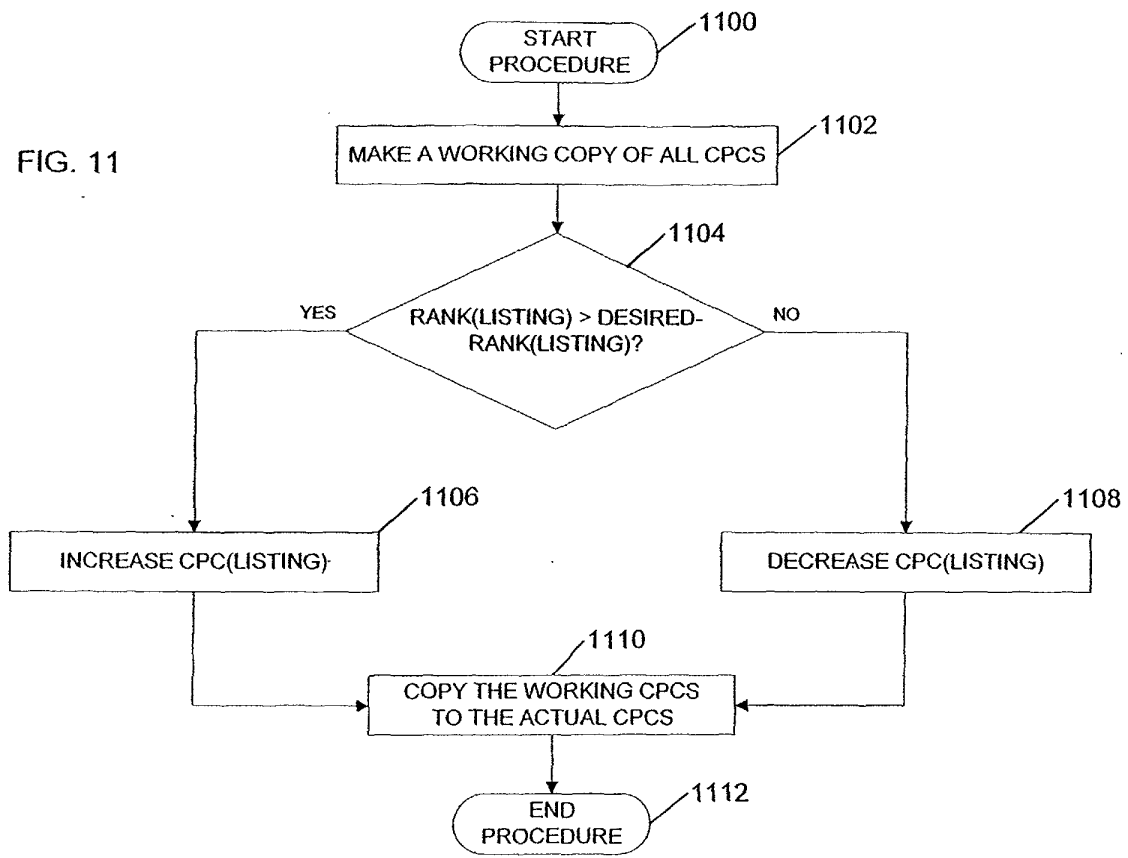 1100
START
PROCEDURE
1102
MAKE A WORKING COPY OF ALL CPCS
FIG. 11
1104
YES
RANK(LISTING) > DESIRED-
RANK(LISTING)?
NO
1106
INCREASE CPC(LISTING)
1108
DECREASE CPC(LISTING)
1110
COPY THE WORKING CPCS
TO THE ACTUAL CPCS
END
PROCEDURE
1112